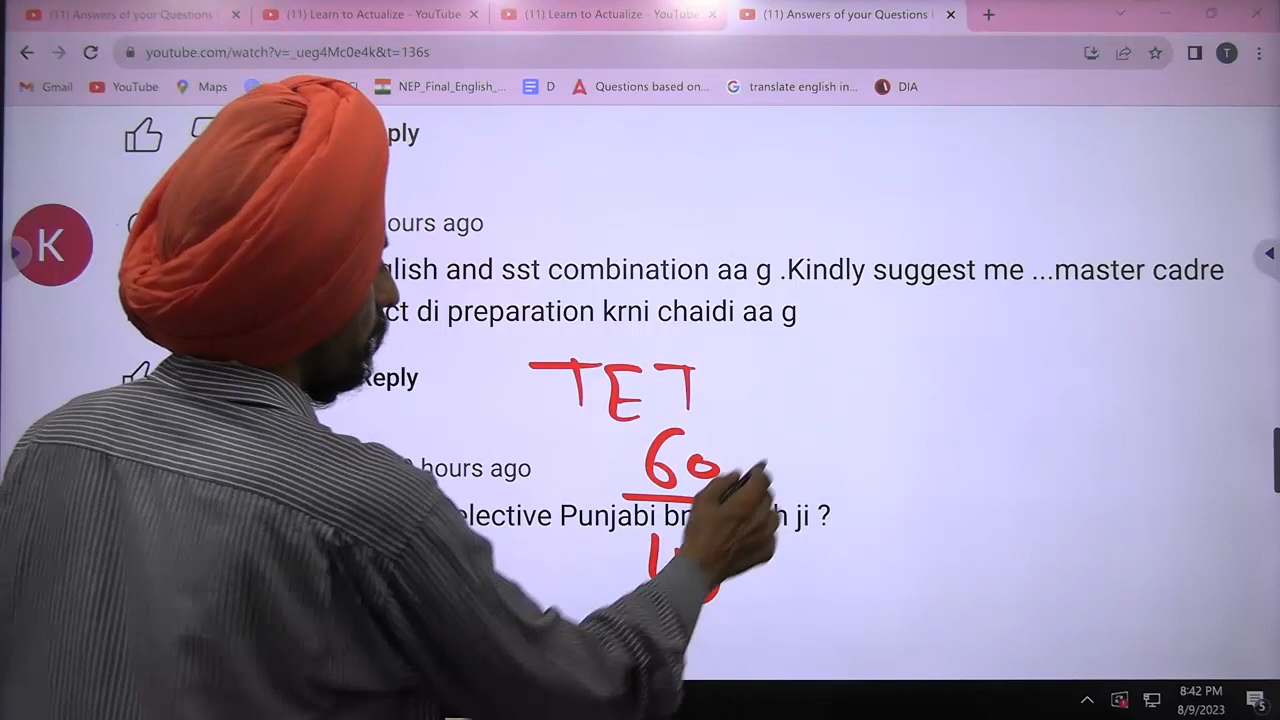 (11) Answers of your Questions (11) Learn to Actualize - YouTube (11) Learn to Actualize - YouTube (11) Answers of your Questions
youtube.com/watch?v=_ueg4Mc0e4k&t=136s T
Gmail YouTube Maps NEP_Final_English_... D Questions based on... translate english in... DIA
ply
K
ours ago
glish and sst combination aa g .Kindly suggest me ...master cadre
ct di preparation krni chaidi aa g
Reply
TET
60
hours ago
elective Punjabi h ji ?
8:42 PM
8/9/2023
5